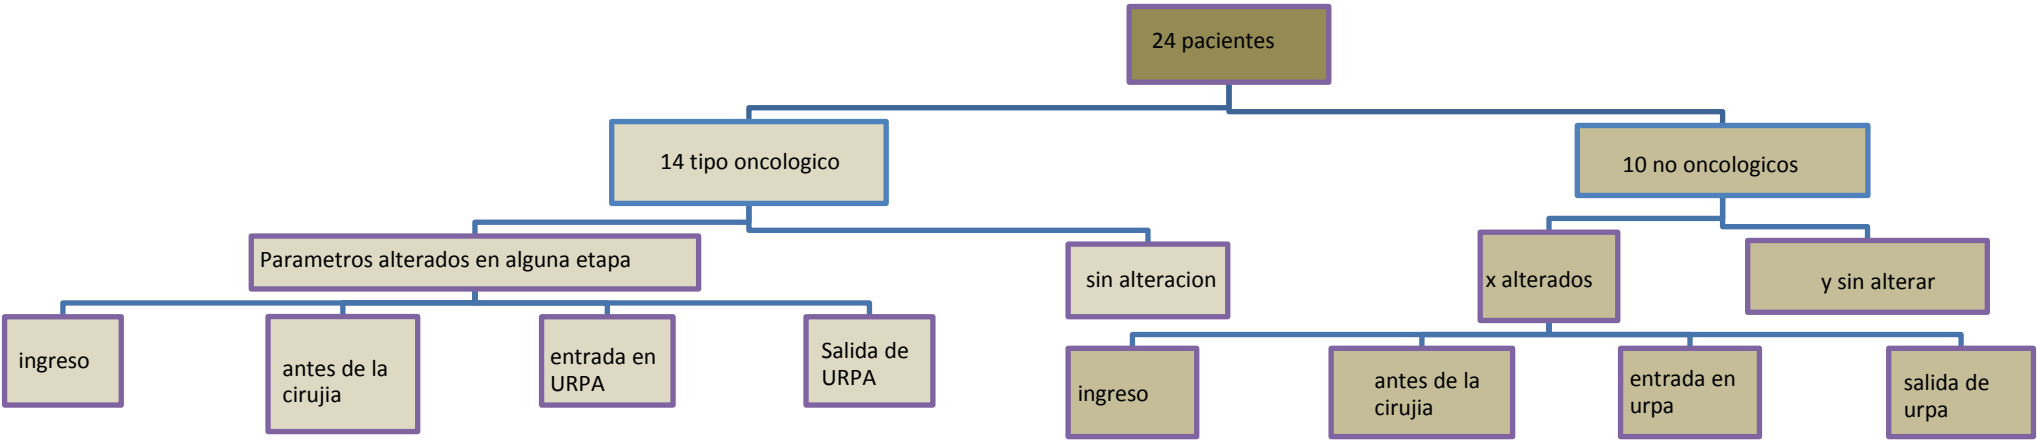 24 pacientes
14 tipo oncologico
10 no oncologicos
Parametros alterados en alguna etapa
sin alteracion
x alterados
y sin alterar
ingreso
antes de la
cirujia
entrada en
URPA
Salida de
URPA
ingreso
antes de la
cirujia
entrada en
urpa
salida de
urpa